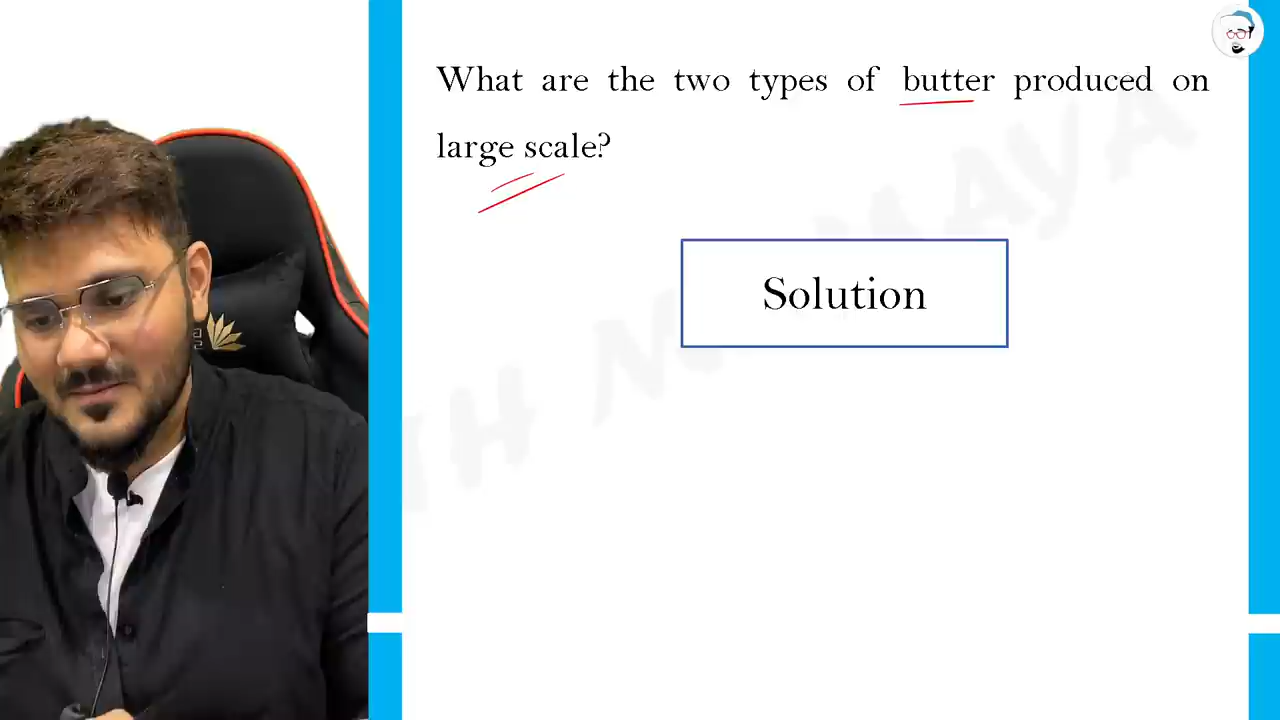 What are the two types of butter produced on
large scale?
Solution